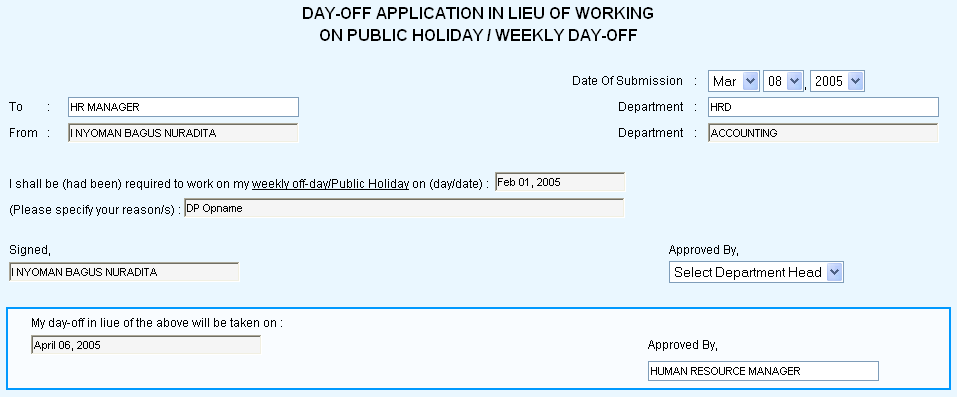 DAY-OFF APPLICATION IN LIEU OF WORKING
ON PUBLIC HOLIDAY / WEEKLY DAY-OFF
Date Of Submission : Mar 08 , 2005
To : HR MANAGER Department : HRD
From : I NYOMAN BAGUS NURADITA Department : ACCOUNTING
I shall be (had been) required to work on my weekly off-day/Public Holiday on (day/date) : Feb 01, 2005
(Please specify your reason/s) : DP Opname
Signed, Approved By,
I NYOMAN BAGUS NURADITA Select Department Head
My day-off in liue of the above will be taken on :
April 06, 2005 Approved By,
HUMAN RESOURCE MANAGER